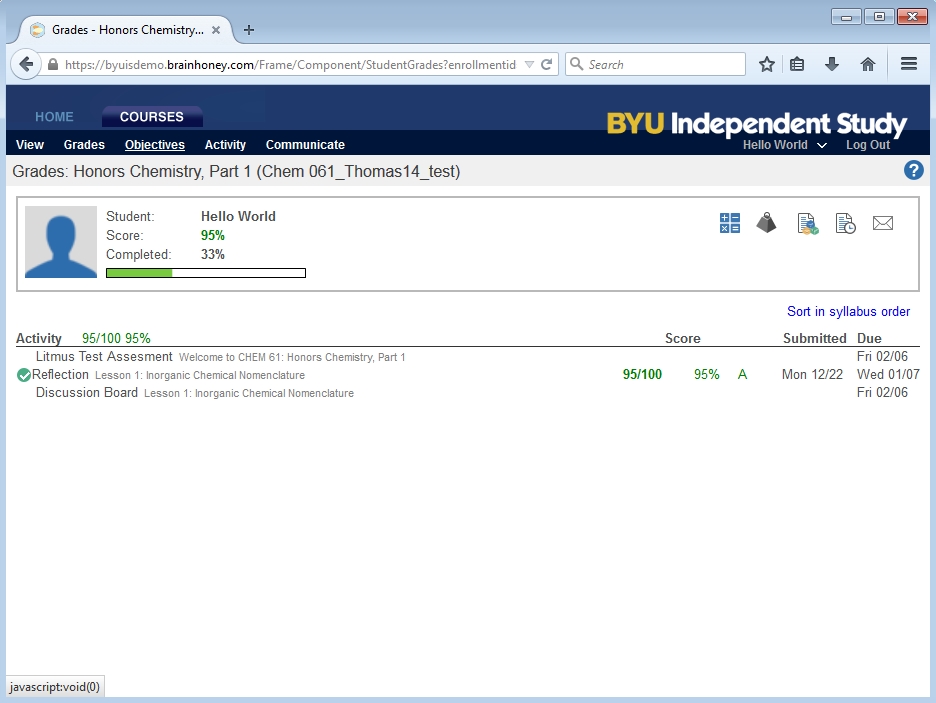 Grades - Honors Chemistry...
https://byuisdemo.brainhoney.com/Frame/Component/StudentGrades?enrollmentid
Search
HOME COURSES
BYU Independent Study
View Grades Objectives Activity Communicate Hello World Log Out
Grades: Honors Chemistry, Part 1 (Chem 061_Thomas14_test) ?
Student: Hello World
Score: 95%
Completed: 33%
Sort in syllabus order
Activity 95/100 95% Score Submitted Due
Litmus Test Assesment Welcome to CHEM 61: Honors Chemistry, Part 1 Fri 02/06
Reflection Lesson 1: Inorganic Chemical Nomenclature 95/100 95% A Mon 12/22 Wed 01/07
Discussion Board Lesson 1: Inorganic Chemical Nomenclature Fri 02/06
javascript:void(0)